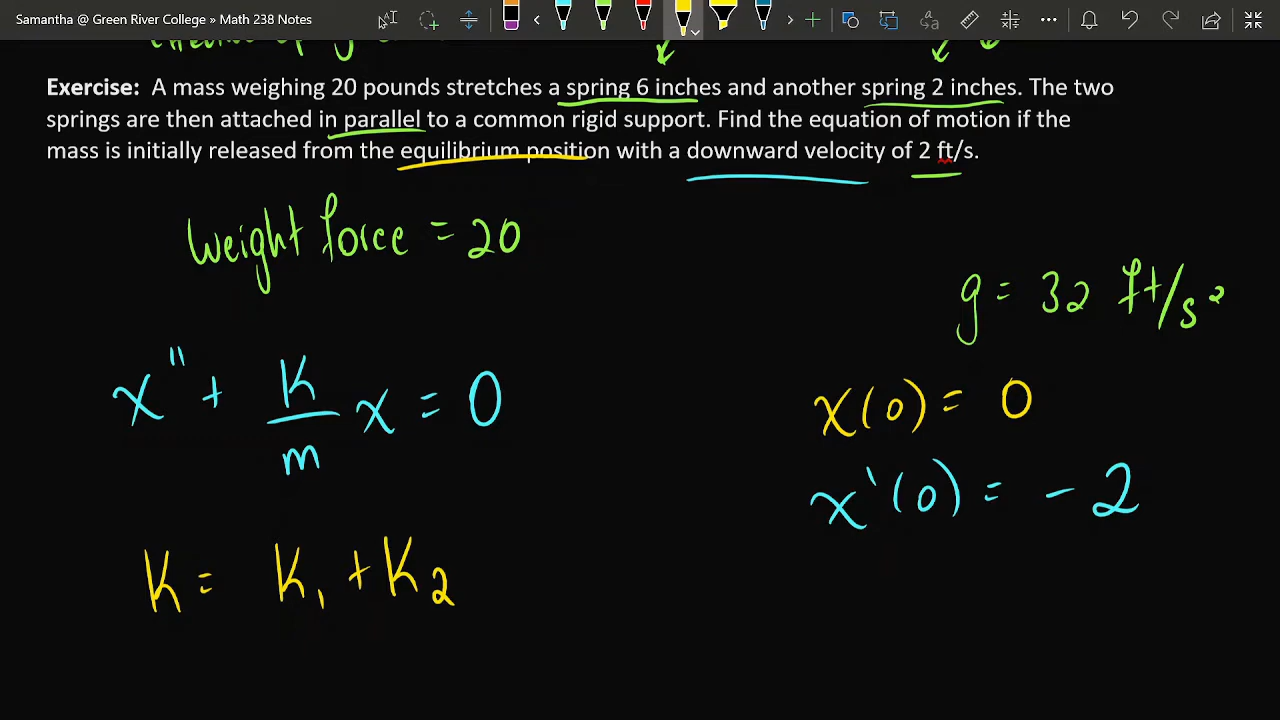 Samantha @ Green River College » Math 238 Notes
Exercise: A mass weighing 20 pounds stretches a spring 6 inches and another spring 2 inches. The two
springs are then attached in parallel to a common rigid support. Find the equation of motion if the
mass is initially released from the equilibrium position with a downward velocity of 2 ft/s.
Weight force = 20
g = 32 ft/s²
x'' + K/m x = 0
x(0) = 0
x'(0) = -2
K = K₁ + K₂